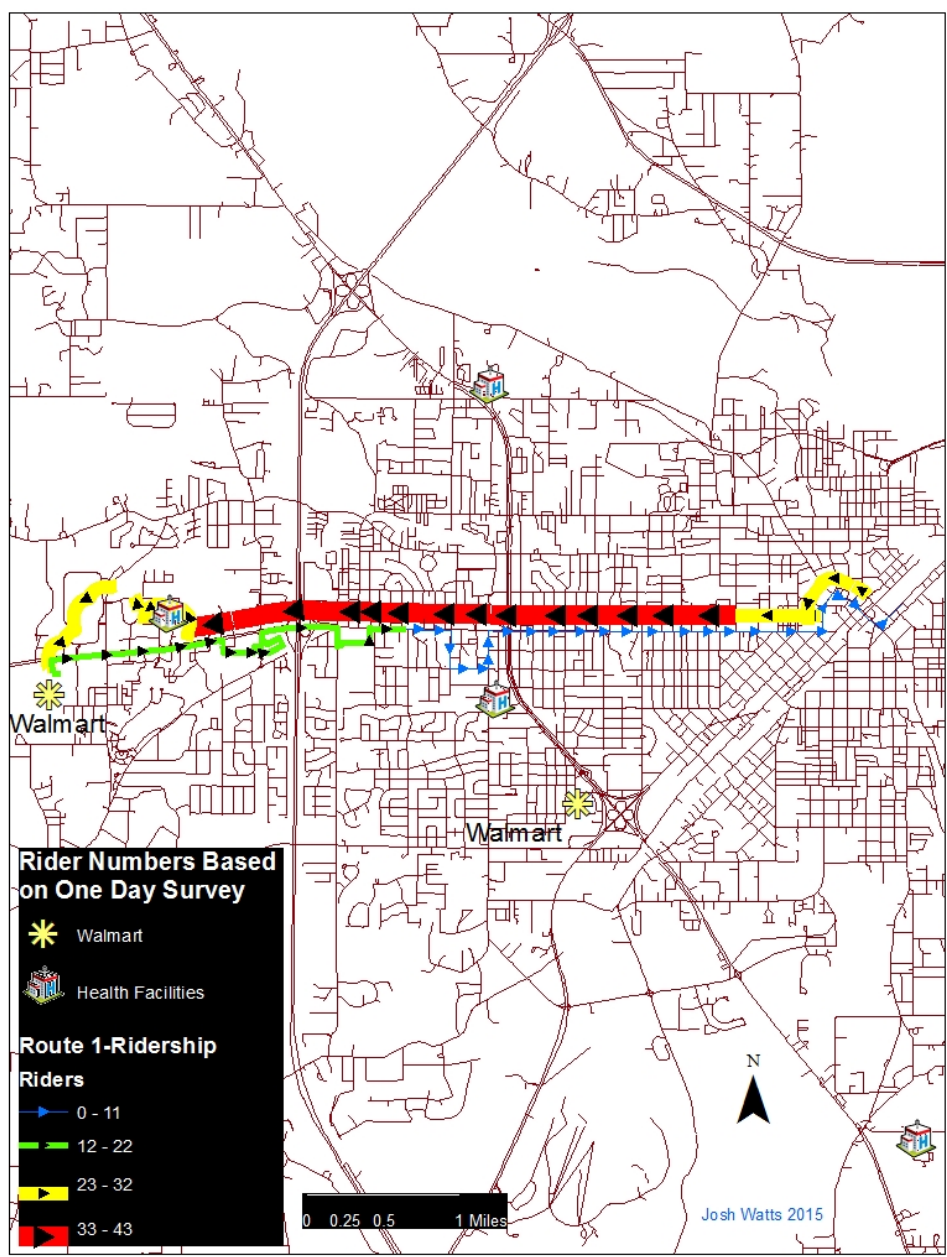 Walmart
Walmart
Rider Numbers Based
on One Day Survey
Walmart
Health Facilities
Route 1-Ridership
Riders
0 - 11
12 - 22
23 - 32
33 - 43
0 0.25 0.5 1 Miles
N
Josh Watts 2015